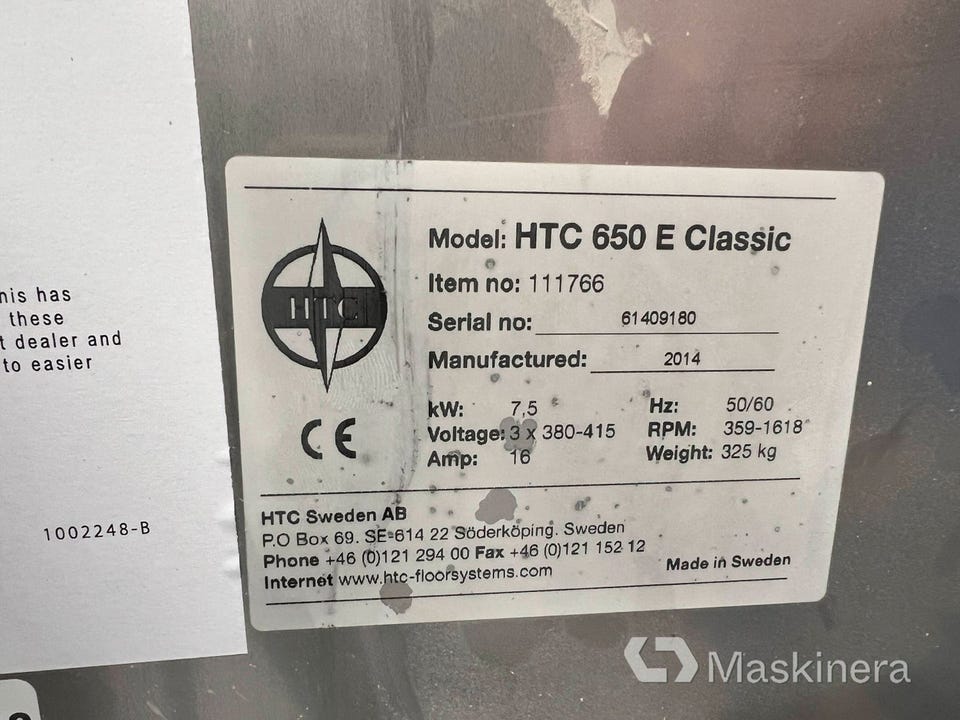 nis has
these
t dealer and
to easier
1002248-B
HTC
Model: HTC 650 E Classic
Item no: 111766
Serial no: 61409180
Manufactured: 2014
CE
kW: 7,5 Hz: 50/60
Voltage: 3 x 380-415 RPM: 359-1618
Amp: 16 Weight: 325 kg
HTC Sweden AB
P.O Box 69. SE-614 22 Söderköping. Sweden
Phone +46 (0)121 294 00 Fax +46 (0)121 152 12
Internet www.htc-floorsystems.com
Made in Sweden
Maskinera